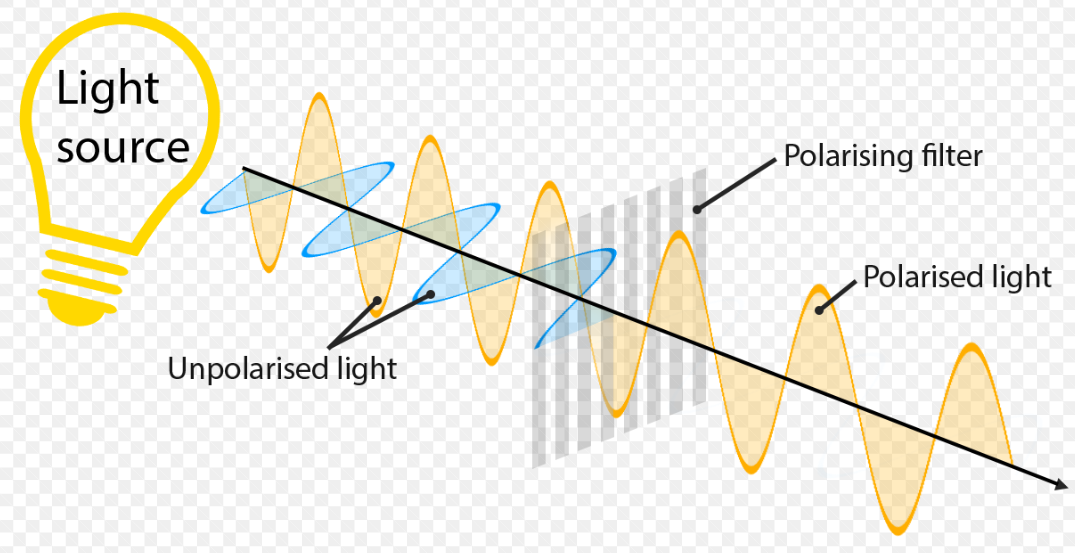 Light
source
Polarising filter
Polarised light
Unpolarised light